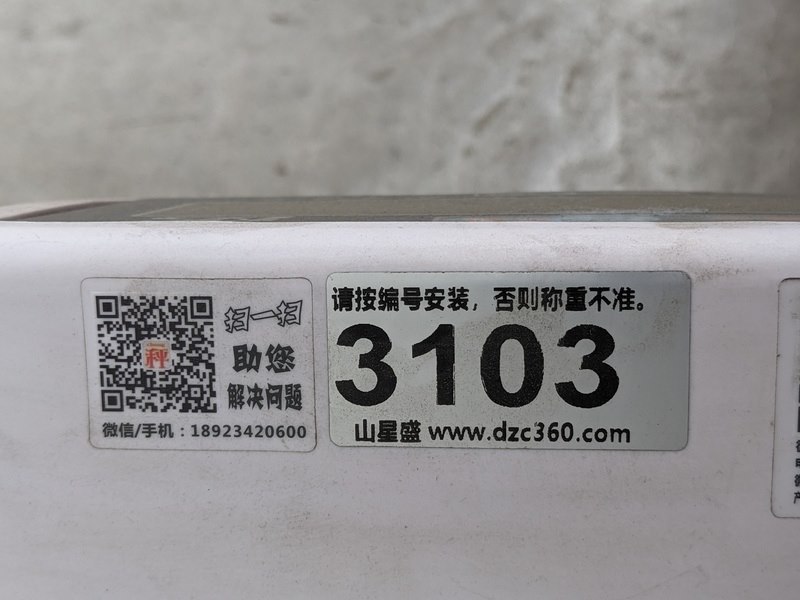 扫一扫
助您
解决问题
秤
微信/手机：18923420600
请按编号安装，否则称重不准。
3103
山星盛 www.dzc360.com